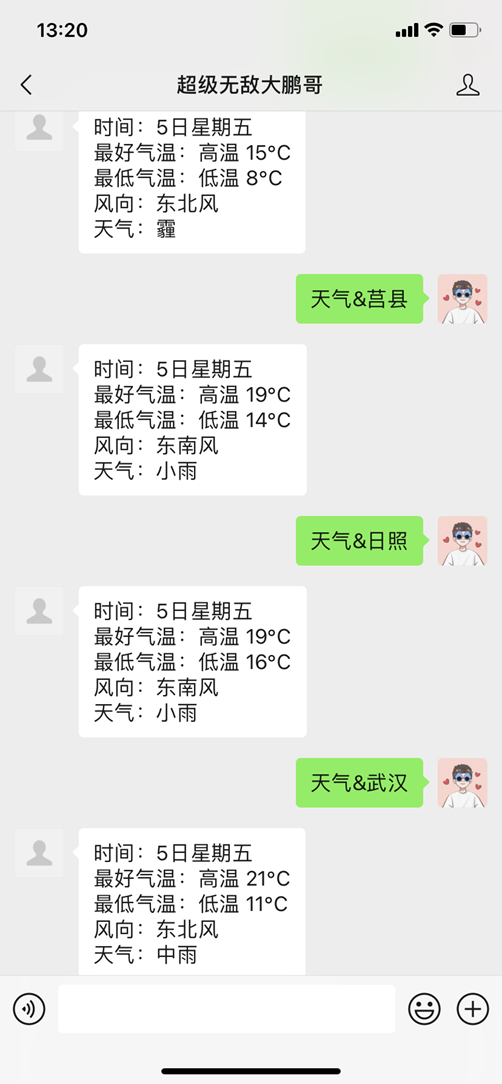 13:20
超级无敌大鹏哥
时间：5日星期五
最好气温：高温 15°C
最低气温：低温 8°C
风向：东北风
天气：霾
天气&莒县
时间：5日星期五
最好气温：高温 19°C
最低气温：低温 14°C
风向：东南风
天气：小雨
天气&日照
时间：5日星期五
最好气温：高温 19°C
最低气温：低温 16°C
风向：东南风
天气：小雨
天气&武汉
时间：5日星期五
最好气温：高温 21°C
最低气温：低温 11°C
风向：东北风
天气：中雨